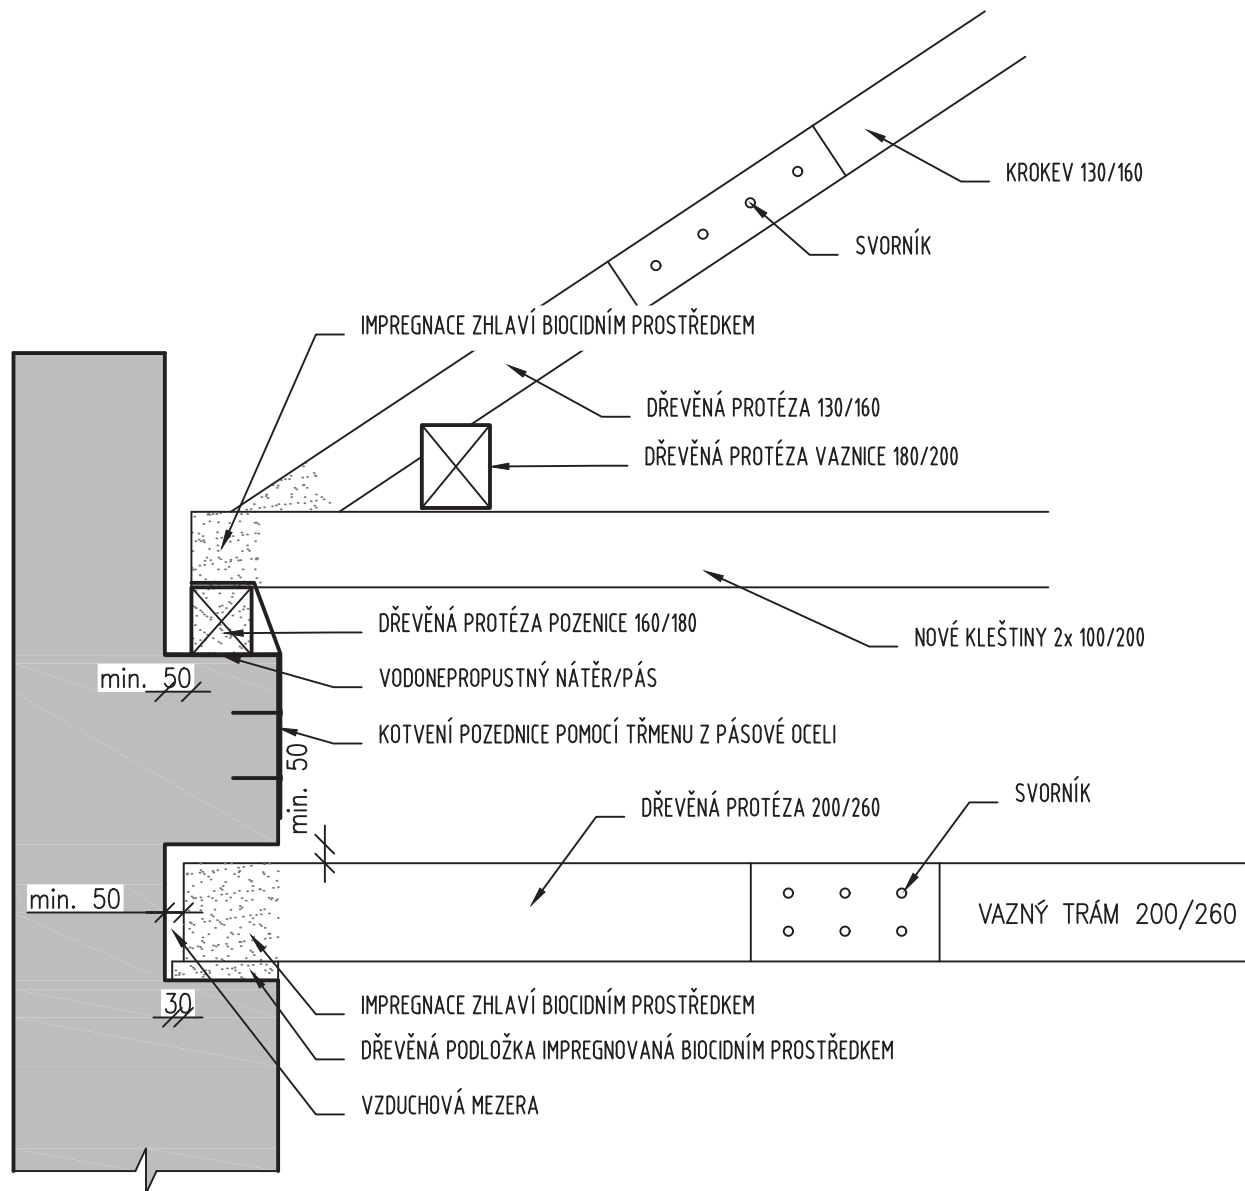 KROKEV 130/160
SVORNÍK
IMPREGNACE ZHLAVÍ BIOCIDNÍM PROSTŘEDKEM
DŘEVĚNÁ PROTÉZA 130/160
DŘEVĚNÁ PROTÉZA VAZNICE 180/200
DŘEVĚNÁ PROTÉZA POZENICE 160/180
NOVÉ KLEŠTINY 2x 100/200
min. 50
VODONEPROPUSTNÝ NÁTĚR/PÁS
KOTVENÍ POZEDNICE POMOCÍ TŘMENU Z PÁSOVÉ OCELI
min. 50
SVORNÍK
DŘEVĚNÁ PROTÉZA 200/260
min. 50
VAZNÝ TRÁM 200/260
30
IMPREGNACE ZHLAVÍ BIOCIDNÍM PROSTŘEDKEM
DŘEVĚNÁ PODLOŽKA IMPREGNOVANÁ BIOCIDNÍM PROSTŘEDKEM
VZDUCHOVÁ MEZERA